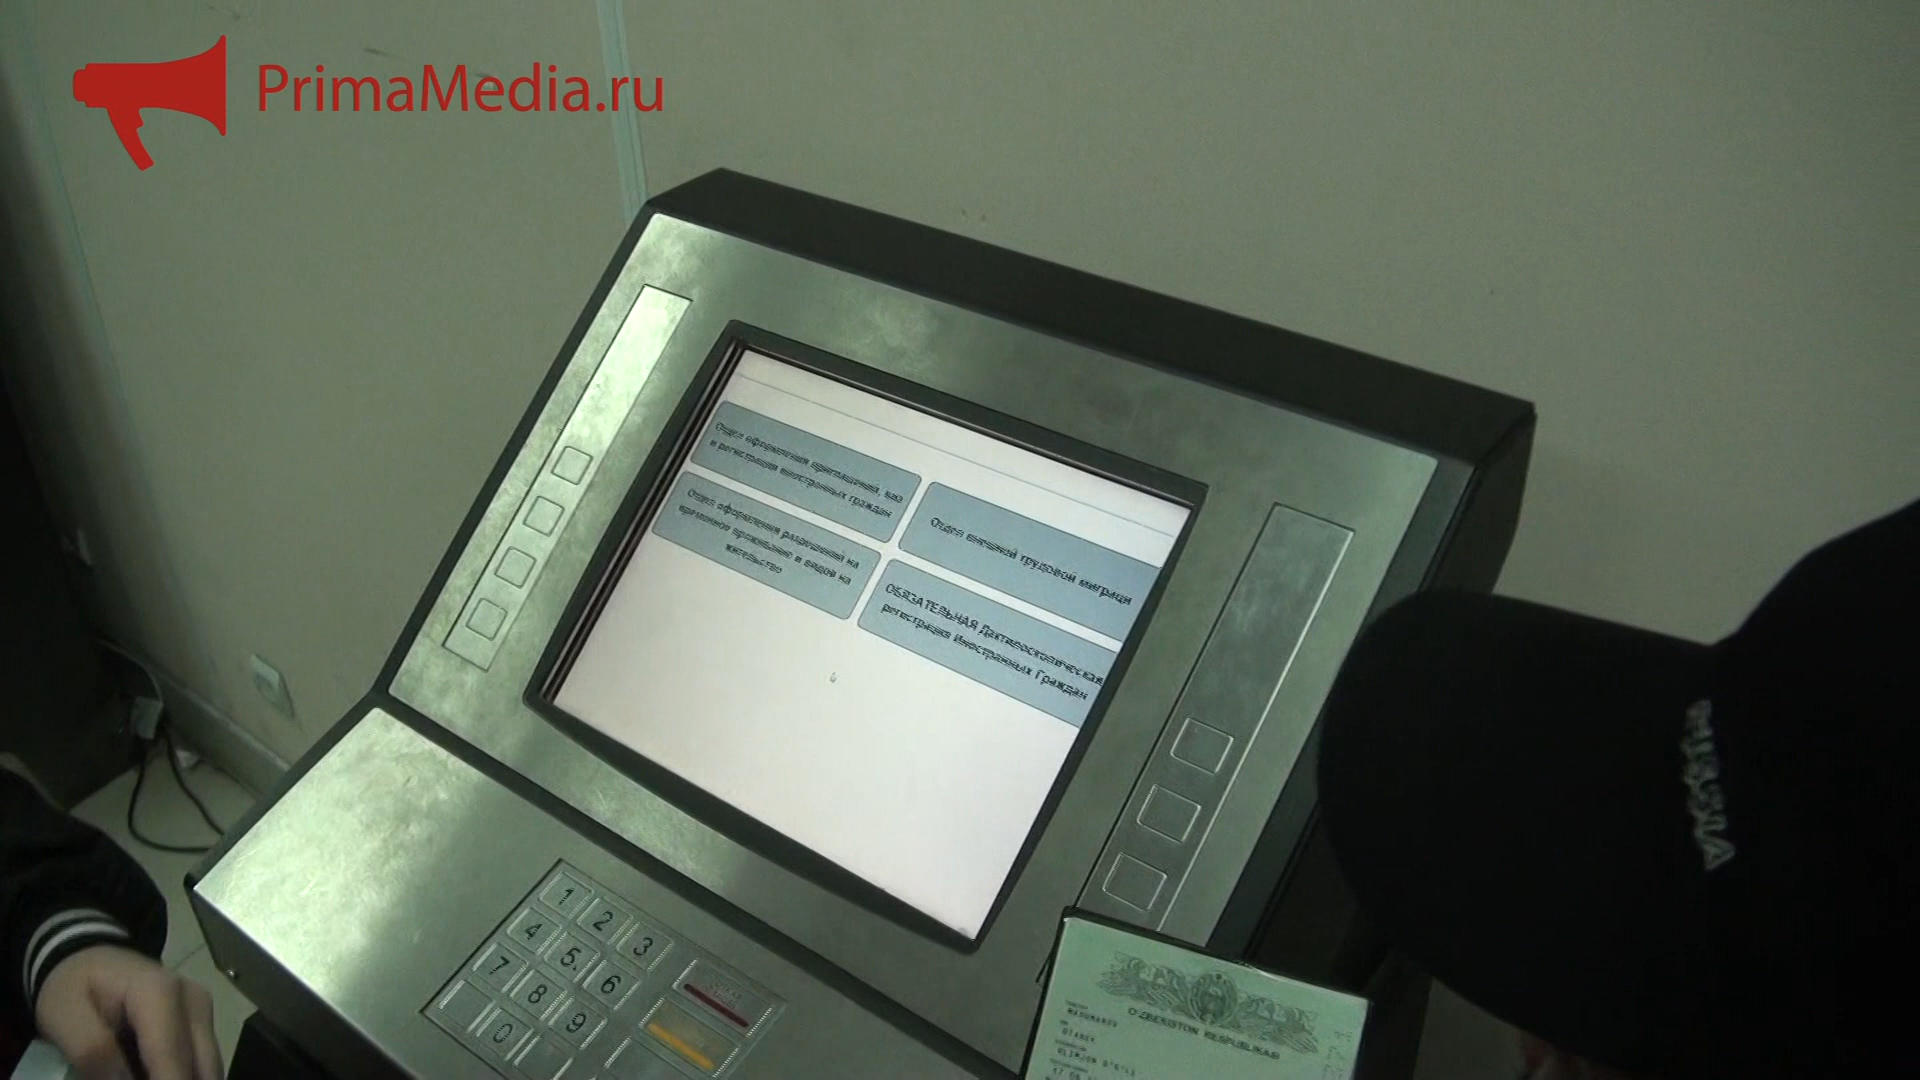 PrimaMedia.ru
Отдел оформления приглашений, виз
и регистрации иностранных граждан
Отдел внешней трудовой миграци
Отдел оформления разрешений на
временное проживание и видов на
жительство
ОБЯЗАТЕЛЬНАЯ Дактилоскопическая
регистрация Иностранных Граждан
1 2 3
4 5 6
7 8 9
0
O'ZBEKISTON RESPUBLIKASI